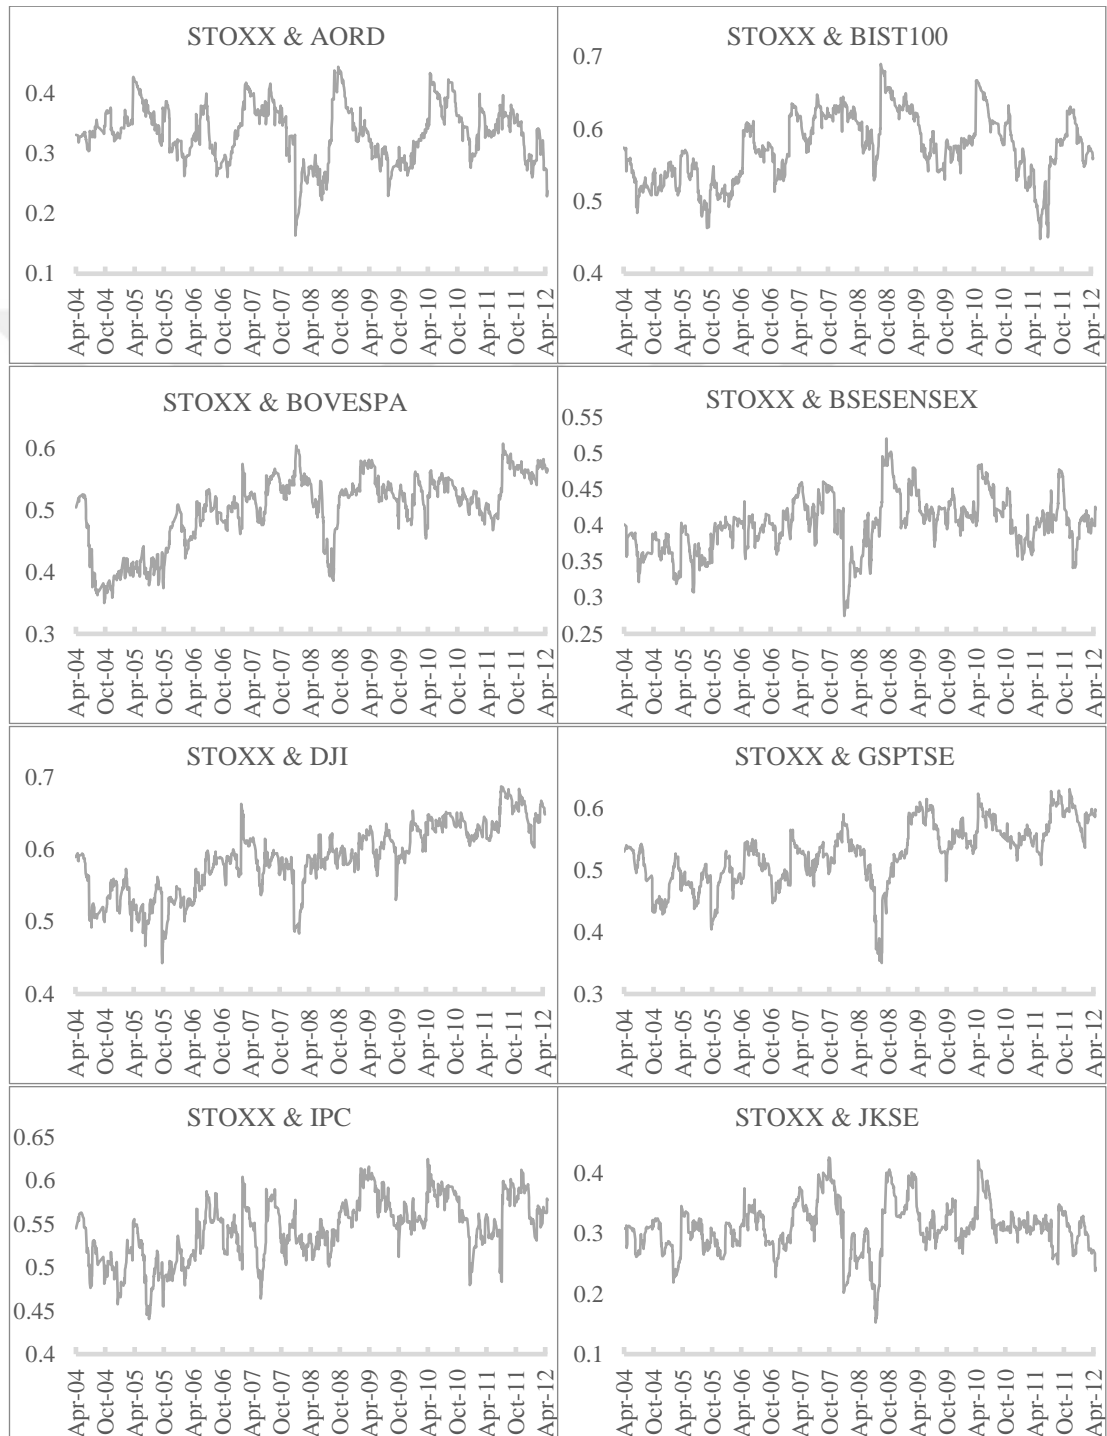 STOXX & AORD
0.4
0.3
0.2
0.1
Apr-04
Oct-04
Apr-05
Oct-05
Apr-06
Oct-06
Apr-07
Oct-07
Apr-08
Oct-08
Apr-09
Oct-09
Apr-10
Oct-10
Apr-11
Oct-11
Apr-12
STOXX & BIST100
0.7
0.6
0.5
0.4
Apr-04
Oct-04
Apr-05
Oct-05
Apr-06
Oct-06
Apr-07
Oct-07
Apr-08
Oct-08
Apr-09
Oct-09
Apr-10
Oct-10
Apr-11
Oct-11
Apr-12
STOXX & BOVESPA
0.6
0.5
0.4
0.3
Apr-04
Oct-04
Apr-05
Oct-05
Apr-06
Oct-06
Apr-07
Oct-07
Apr-08
Oct-08
Apr-09
Oct-09
Apr-10
Oct-10
Apr-11
Oct-11
Apr-12
STOXX & BSESENSEX
0.55
0.5
0.45
0.4
0.35
0.3
0.25
Apr-04
Oct-04
Apr-05
Oct-05
Apr-06
Oct-06
Apr-07
Oct-07
Apr-08
Oct-08
Apr-09
Oct-09
Apr-10
Oct-10
Apr-11
Oct-11
Apr-12
STOXX & DJI
0.7
0.6
0.5
0.4
Apr-04
Oct-04
Apr-05
Oct-05
Apr-06
Oct-06
Apr-07
Oct-07
Apr-08
Oct-08
Apr-09
Oct-09
Apr-10
Oct-10
Apr-11
Oct-11
Apr-12
STOXX & GSPTSE
0.6
0.5
0.4
0.3
Apr-04
Oct-04
Apr-05
Oct-05
Apr-06
Oct-06
Apr-07
Oct-07
Apr-08
Oct-08
Apr-09
Oct-09
Apr-10
Oct-10
Apr-11
Oct-11
Apr-12
STOXX & IPC
0.65
0.6
0.55
0.5
0.45
0.4
Apr-04
Oct-04
Apr-05
Oct-05
Apr-06
Oct-06
Apr-07
Oct-07
Apr-08
Oct-08
Apr-09
Oct-09
Apr-10
Oct-10
Apr-11
Oct-11
Apr-12
STOXX & JKSE
0.4
0.3
0.2
0.1
Apr-04
Oct-04
Apr-05
Oct-05
Apr-06
Oct-06
Apr-07
Oct-07
Apr-08
Oct-08
Apr-09
Oct-09
Apr-10
Oct-10
Apr-11
Oct-11
Apr-12